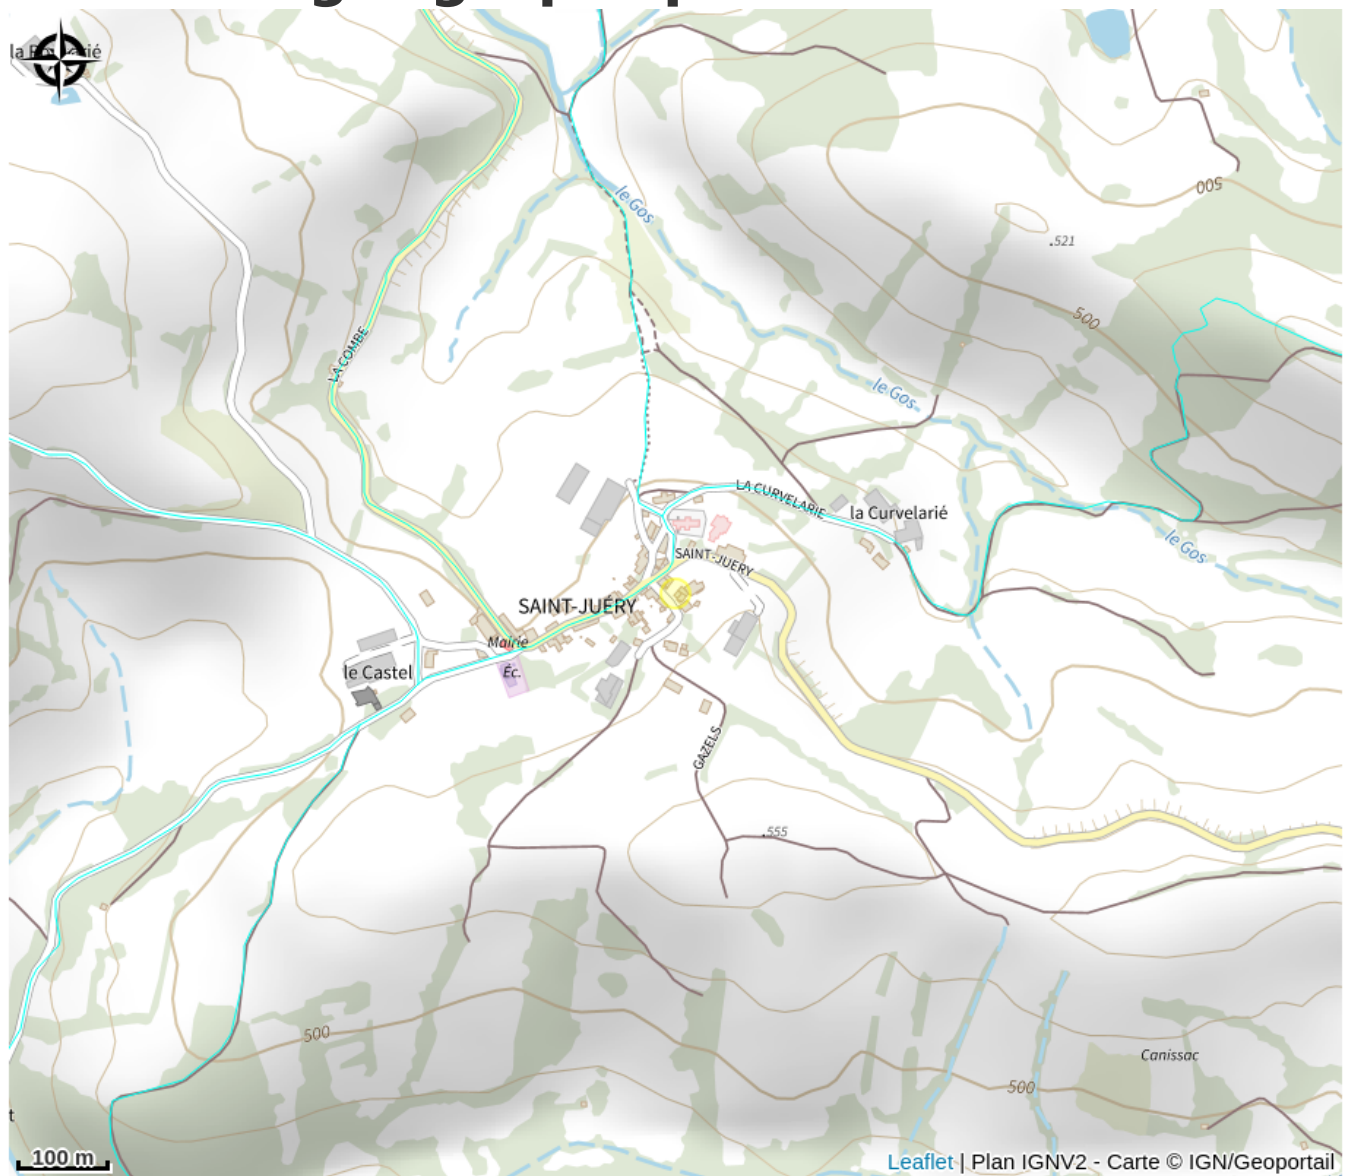 le Gos
500
.521
500
LA COMBE
le Gos
LA CURVELARIE
la Curvelarié
le Gos
SAINT-JUERY
SAINT-JUÉRY
Mairie
Éc.
le Castel
GAZELS
.555
500
Canissac
500
t
100 m
Leaflet | Plan IGNV2 - Carte © IGN/Geoportail